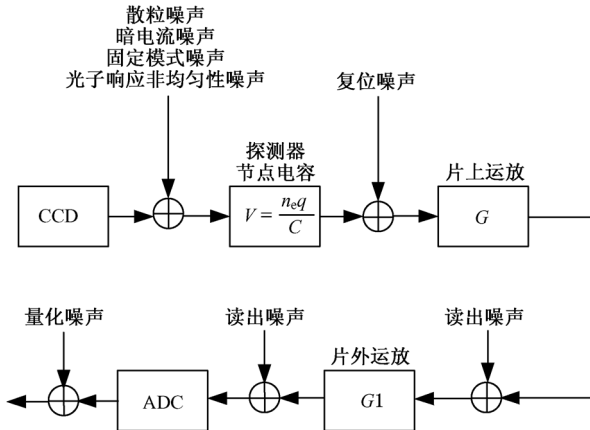 散粒噪声
暗电流噪声
固定模式噪声
光子响应非均匀性噪声
复位噪声
探测器
节点电容
片上运放
CCD
V = neq/C
G
量化噪声
读出噪声
片外运放
读出噪声
ADC
G1